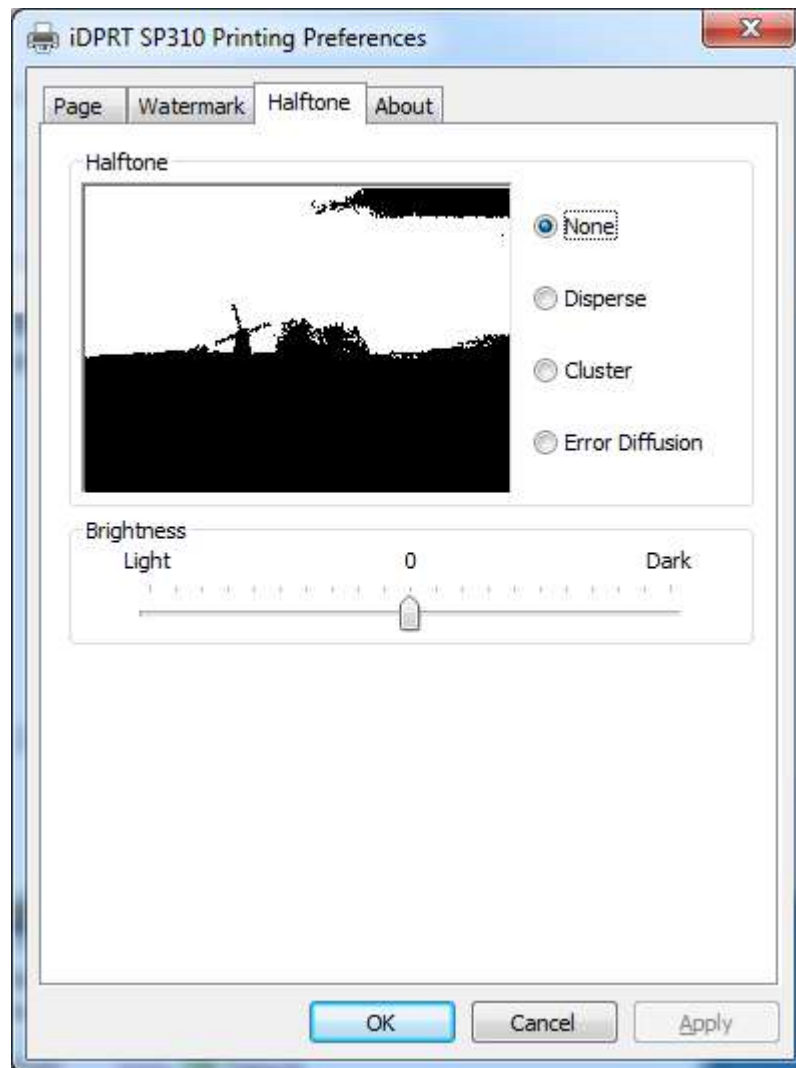 iDPRT SP310 Printing Preferences
Page Watermark Halftone About
Halftone
None
Disperse
Cluster
Error Diffusion
Brightness
Light 0 Dark
OK Cancel Apply